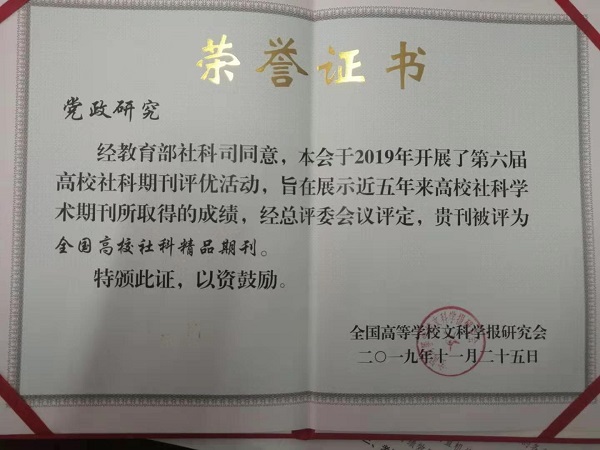 荣誉证书
党政研究
经教育部社科司同意，本会于2019年开展了第六届
高校社科期刊评优活动，旨在展示近五年来高校社科学
术期刊所取得的成绩，经总评委会议评定，贵刊被评为
全国高校社科精品期刊。
特颁此证，以资鼓励。
全国高等学校文科学报研究会
二〇一九年十一月二十五日